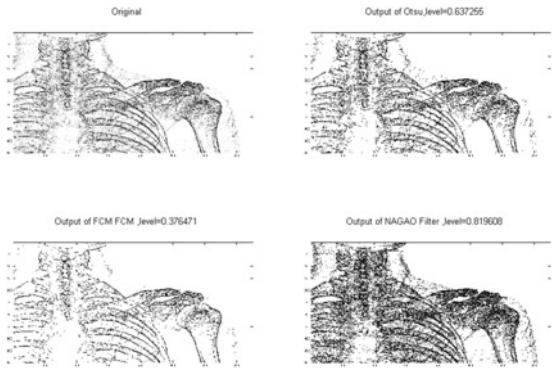 Original
Output of Otsu,level=0.637255
Output of FCM FCM ,level=0.376471
Output of NAGAO Filter ,level=0.819608